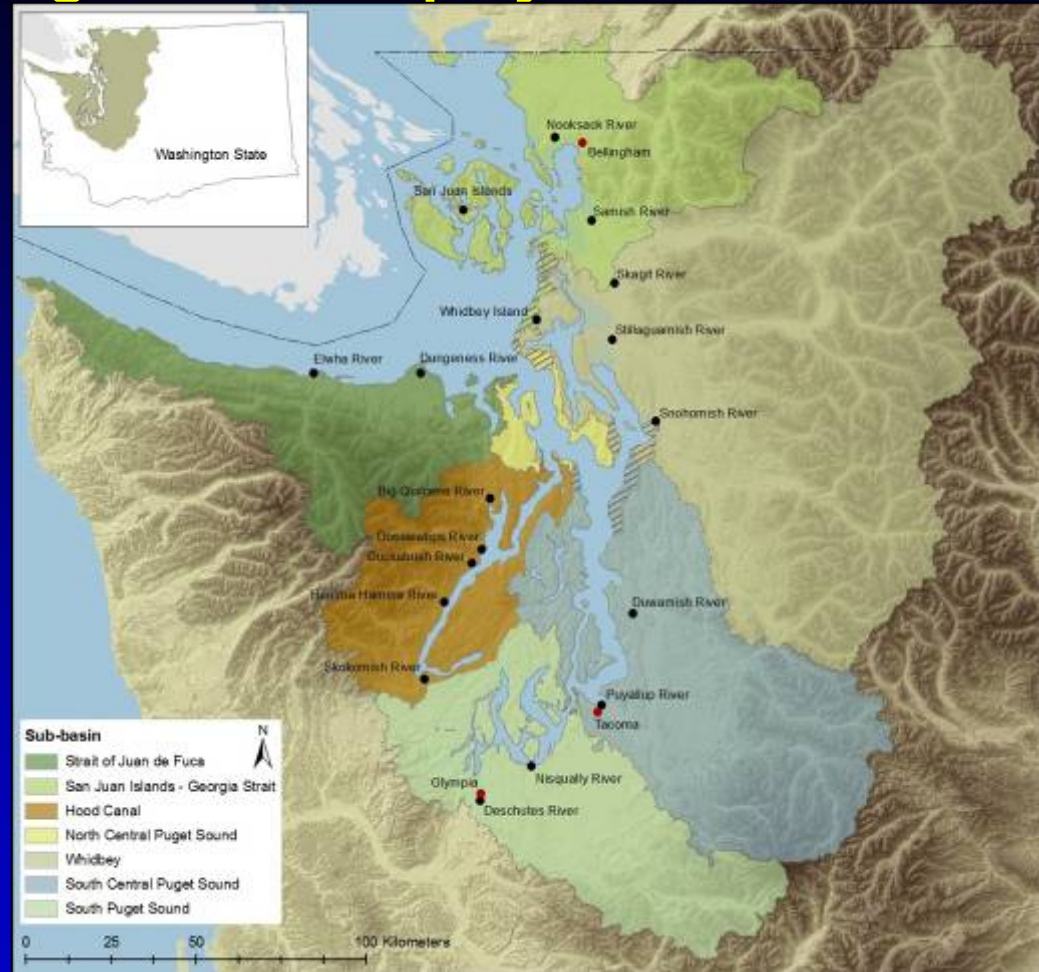 Washington State
Nooksack River
Bellingham
San Juan Islands
Samish River
Skagit River
Whidbey Island
Stillaguamish River
Elwha River
Dungeness River
Snohomish River
Big Quilcene River
Dosewallips River
Duckabush River
Hamma Hamma River
Duwamish River
Skokomish River
Puyallup River
Tacoma
Nisqually River
Olympia
Deschutes River
Sub-basin
N
Strait of Juan de Fuca
San Juan Islands - Georgia Strait
Hood Canal
North Central Puget Sound
Whidbey
South Central Puget Sound
South Puget Sound
0 25 50 100 Kilometers